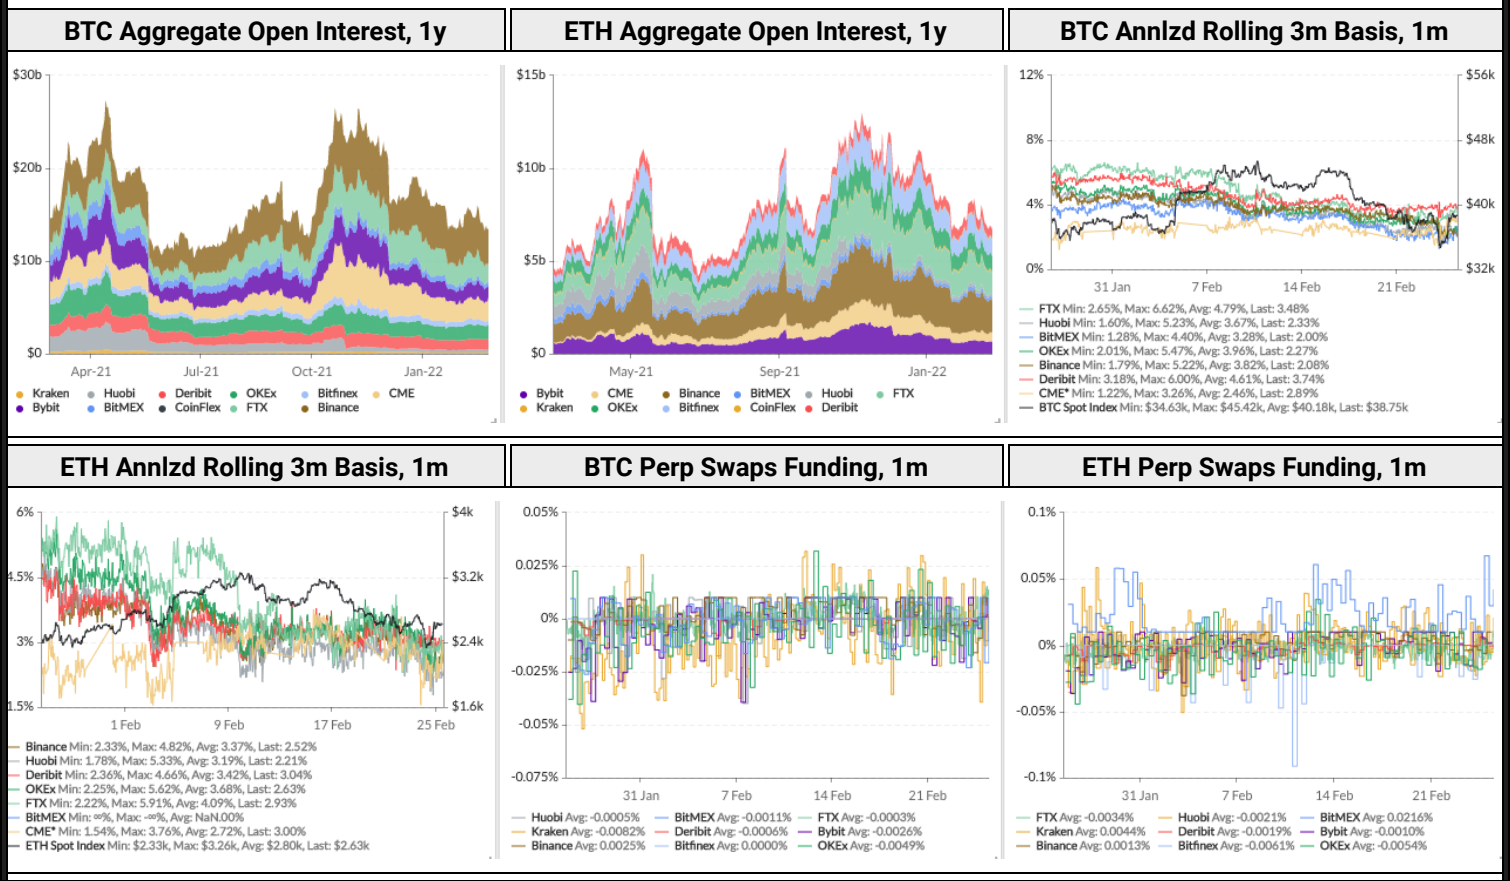 BTC Aggregate Open Interest, 1y
$30b
$20b
$10b
$0
Apr-21 Jul-21 Oct-21 Jan-22
Kraken Huobi Deribit OKEx Bitfinex CME
Bybit BitMEX CoinFlex FTX Binance
ETH Aggregate Open Interest, 1y
$15b
$10b
$5b
$0
May-21 Sep-21 Jan-22
Bybit CME Binance BitMEX Huobi FTX
Kraken OKEx Bitfinex CoinFlex Deribit
BTC Annlzd Rolling 3m Basis, 1m
12% $56k
8% $48k
4% $40k
0% $32k
31 Jan 7 Feb 14 Feb 21 Feb
FTX Min: 2.65%, Max: 6.62%, Avg: 4.79%, Last: 3.48%
Huobi Min: 1.60%, Max: 5.23%, Avg: 3.67%, Last: 2.33%
BitMEX Min: 1.28%, Max: 4.40%, Avg: 3.28%, Last: 2.00%
OKEx Min: 2.01%, Max: 5.47%, Avg: 3.96%, Last: 2.27%
Binance Min: 1.79%, Max: 5.22%, Avg: 3.82%, Last: 2.08%
Deribit Min: 3.18%, Max: 6.00%, Avg: 4.61%, Last: 3.74%
CME* Min: 1.22%, Max: 3.26%, Avg: 2.46%, Last: 2.89%
BTC Spot Index Min: $34.63k, Max: $45.42k, Avg: $40.18k, Last: $38.75k
ETH Annlzd Rolling 3m Basis, 1m
6% $4k
4.5% $3.2k
3% $2.4k
1.5% $1.6k
1 Feb 9 Feb 17 Feb 25 Feb
Binance Min: 2.33%, Max: 4.82%, Avg: 3.37%, Last: 2.52%
Huobi Min: 1.78%, Max: 5.33%, Avg: 3.19%, Last: 2.21%
Deribit Min: 2.36%, Max: 4.66%, Avg: 3.42%, Last: 3.04%
OKEx Min: 2.25%, Max: 5.62%, Avg: 3.68%, Last: 2.63%
FTX Min: 2.22%, Max: 5.91%, Avg: 4.09%, Last: 2.93%
BitMEX Min: ∞%, Max: -∞%, Avg: NaN.00%
CME* Min: 1.54%, Max: 3.76%, Avg: 2.72%, Last: 3.00%
ETH Spot Index Min: $2.33k, Max: $3.26k, Avg: $2.80k, Last: $2.63k
BTC Perp Swaps Funding, 1m
0.05%
0.025%
0%
-0.025%
-0.05%
-0.075%
31 Jan 7 Feb 14 Feb 21 Feb
Huobi Avg: -0.0005% BitMEX Avg: -0.0011% FTX Avg: -0.0003%
Kraken Avg: -0.0082% Deribit Avg: -0.0006% Bybit Avg: -0.0026%
Binance Avg: 0.0025% Bitfinex Avg: 0.0000% OKEx Avg: -0.0049%
ETH Perp Swaps Funding, 1m
0.1%
0.05%
0%
-0.05%
-0.1%
31 Jan 7 Feb 14 Feb 21 Feb
FTX Avg: -0.0034% Huobi Avg: -0.0021% BitMEX Avg: 0.0216%
Kraken Avg: 0.0044% Deribit Avg: -0.0019% Bybit Avg: -0.0010%
Binance Avg: 0.0013% Bitfinex Avg: -0.0061% OKEx Avg: -0.0054%